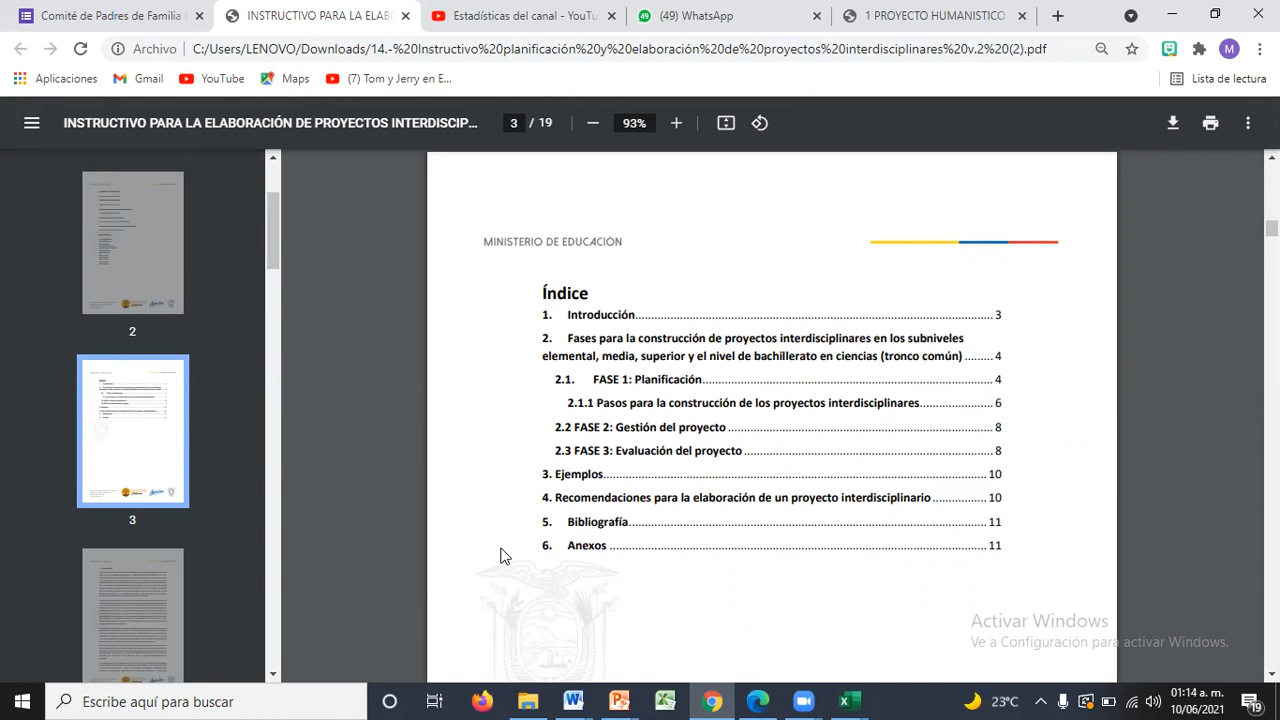 Comité de Padres de Familia
INSTRUCTIVO PARA LA ELAB
Estadísticas del canal - YouTu
(49) WhatsApp
1 PROYECTO HUMANISTICO
Archivo
C:/Users/LENOVO/Downloads/14.-%20Instructivo%20planificación%20y%20elaboración%20de%20proyectos%20interdisciplinares%20v.2%20(2).pdf
M
Aplicaciones
Gmail
YouTube
Maps
(7) Tom y Jerry en E...
Lista de lectura
INSTRUCTIVO PARA LA ELABORACIÓN DE PROYECTOS INTERDISCIP...
3 / 19
93%
2
3
MINISTERIO DE EDUCACIÓN
Índice
1. Introducción 3
2. Fases para la construcción de proyectos interdisciplinares en los subniveles
elemental, media, superior y el nivel de bachillerato en ciencias (tronco común) 4
2.1. FASE 1: Planificación 4
2.1.1 Pasos para la construcción de los proyectos interdisciplinares 6
2.2 FASE 2: Gestión del proyecto 8
2.3 FASE 3: Evaluación del proyecto 8
3. Ejemplos 10
4. Recomendaciones para la elaboración de un proyecto interdisciplinario 10
5. Bibliografía 11
6. Anexos 11
Activar Windows
Ve a Configuración para activar Windows.
Escribe aquí para buscar
23°C
01:14 a. m.
10/06/2021
19